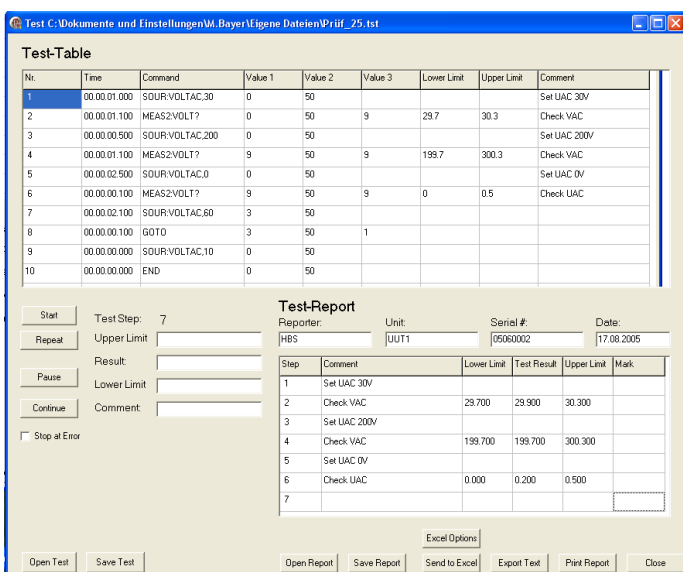 Test C:\Dokumente und Einstellungen\M.Bayer\Eigene Dateien\Prüf_25.tst
Test-Table
Nr. Time Command Value 1 Value 2 Value 3 Lower Limit Upper Limit Comment
1 00.00.01.000 SOUR:VOLTAC,30 0 50 Set UAC 30V
2 00.00.01.100 MEAS2:VOLT? 0 50 9 29.7 30.3 Check VAC
3 00.00.00.500 SOUR:VOLTAC,200 0 50 Set UAC 200V
4 00.00.01.100 MEAS2:VOLT? 9 50 9 199.7 300.3 Check VAC
5 00.00.02.500 SOUR:VOLTAC,0 0 50 Set UAC 0V
6 00.00.00.100 MEAS2:VOLT? 9 50 9 0 0.5 Check UAC
7 00.00.02.100 SOUR:VOLTAC,60 3 50
8 00.00.00.100 GOTO 3 50 1
9 00.00.00.000 SOUR:VOLTAC,10 0 50
10 00.00.00.000 END 0 50
Start
Repeat
Pause
Continue
Stop at Error
Test Step: 7
Upper Limit
Result:
Lower Limit
Comment:
Test-Report
Reporter: Unit: Serial #: Date:
HBS UUT1 05060002 17.08.2005
Step Comment Lower Limit Test Result Upper Limit Mark
1 Set UAC 30V
2 Check VAC 29.700 29.900 30.300
3 Set UAC 200V
4 Check VAC 199.700 199.700 300.300
5 Set UAC 0V
6 Check UAC 0.000 0.200 0.500
7
Excel Options
Open Test Save Test Open Report Save Report Send to Excel Export Text Print Report Close